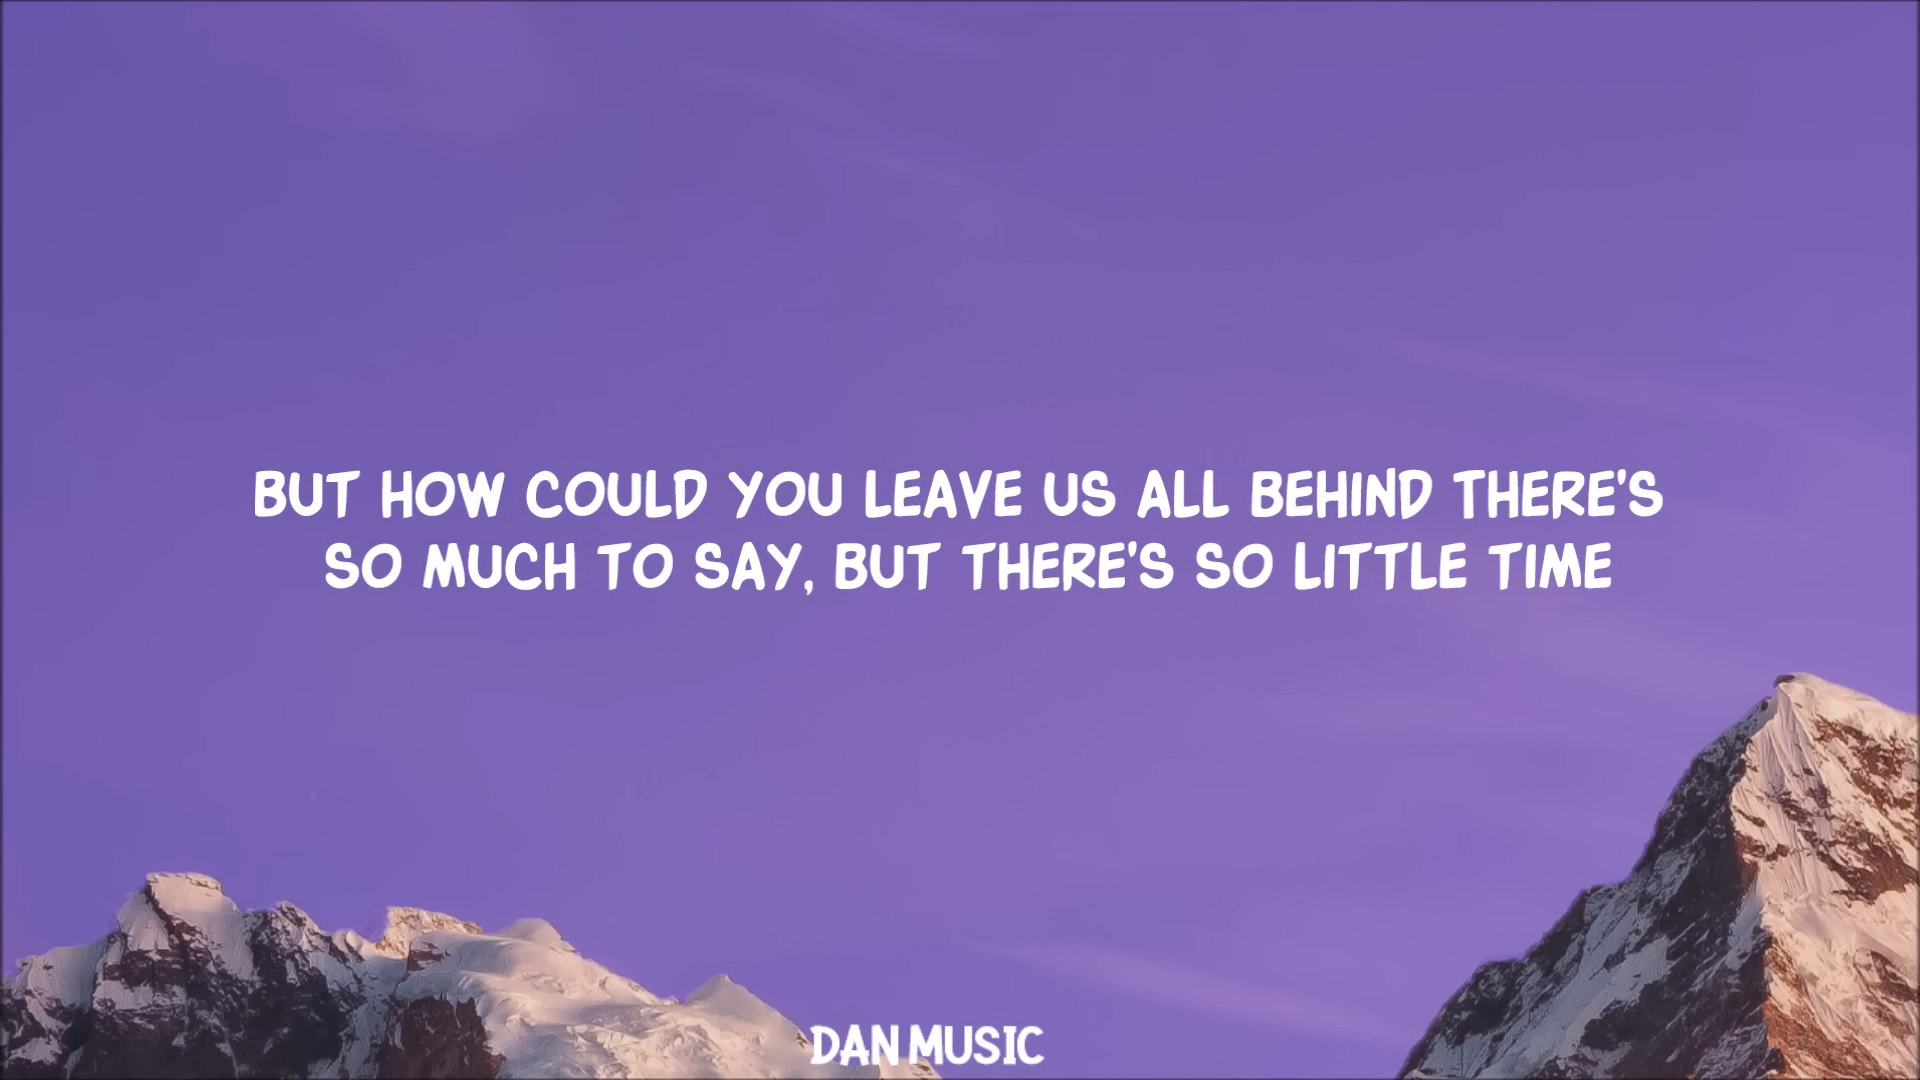 BUT HOW COULD YOU LEAVE US ALL BEHIND THERE'S
SO MUCH TO SAY, BUT THERE'S SO LITTLE TIME
DAN MUSIC